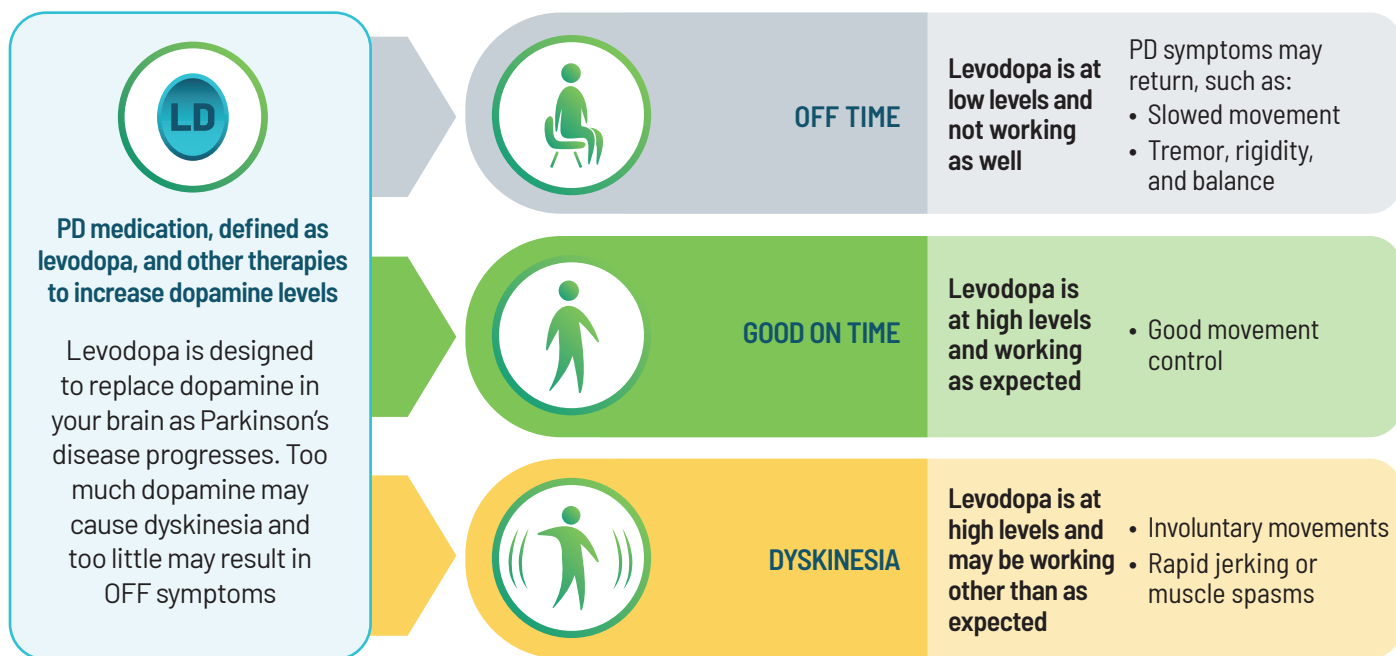 LD
PD medication, defined as
levodopa, and other therapies
to increase dopamine levels
Levodopa is designed
to replace dopamine in
your brain as Parkinson’s
disease progresses. Too
much dopamine may
cause dyskinesia and
too little may result in
OFF symptoms
OFF TIME
Levodopa is at
low levels and
not working
as well
PD symptoms may
return, such as:
• Slowed movement
• Tremor, rigidity,
and balance
GOOD ON TIME
Levodopa is
at high levels
and working
as expected
• Good movement
control
DYSKINESIA
Levodopa is at
high levels and
may be working
other than as
expected
• Involuntary movements
• Rapid jerking or
muscle spasms